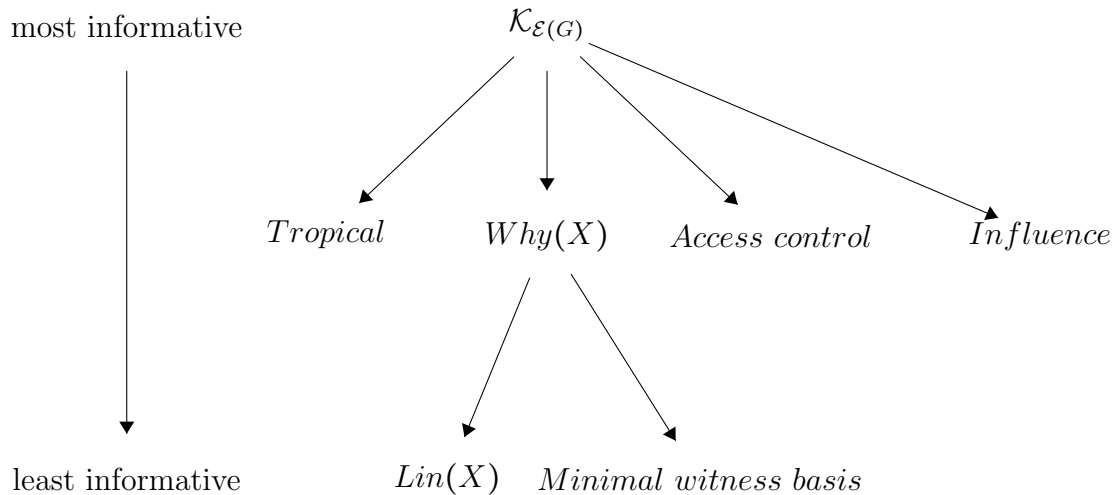 most informative
𝒦_ℰ(G)
Tropical
Why(X)
Access control
Influence
least informative
Lin(X)
Minimal witness basis